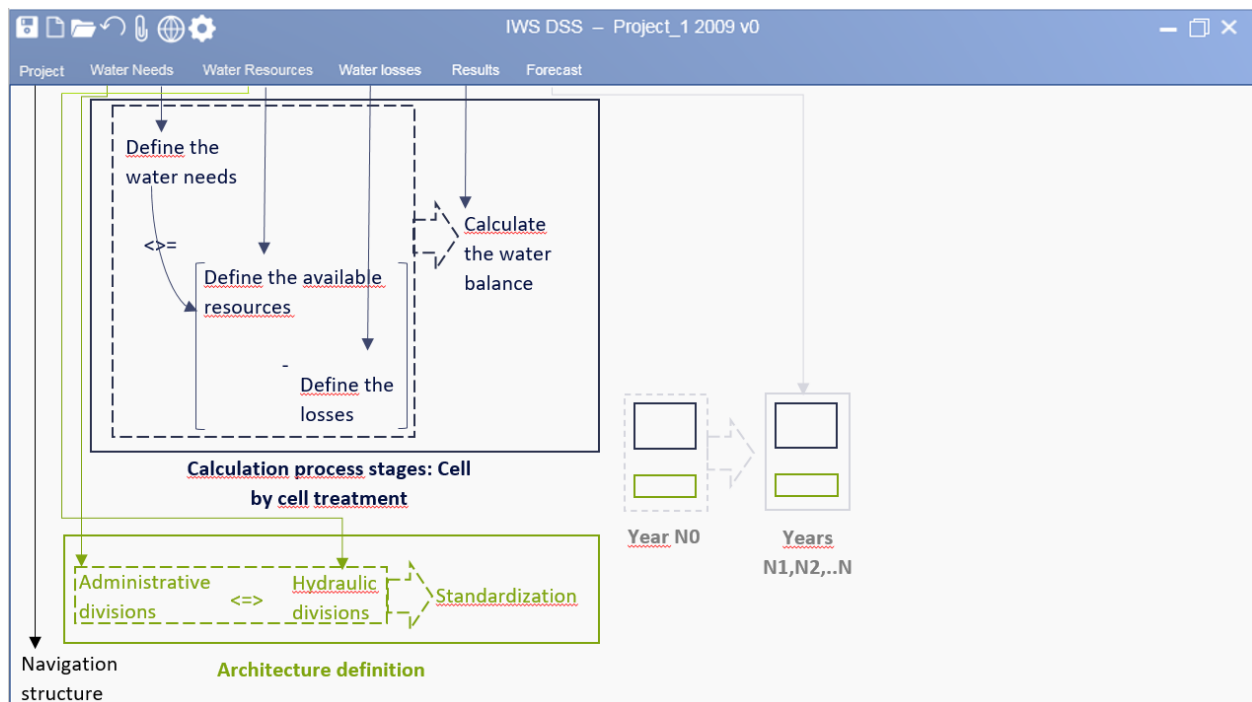 IWS DSS – Project_1 2009 v0
Project Water Needs Water Resources Water losses Results Forecast
Define the
water needs
<>=
Define the available
resources
-
Define the
losses
Calculate
the water
balance
Calculation process stages: Cell
by cell treatment
Administrative
divisions
<=>
Hydraulic
divisions
Standardization
Architecture definition
Navigation
structure
Year N0
Years
N1,N2,..N